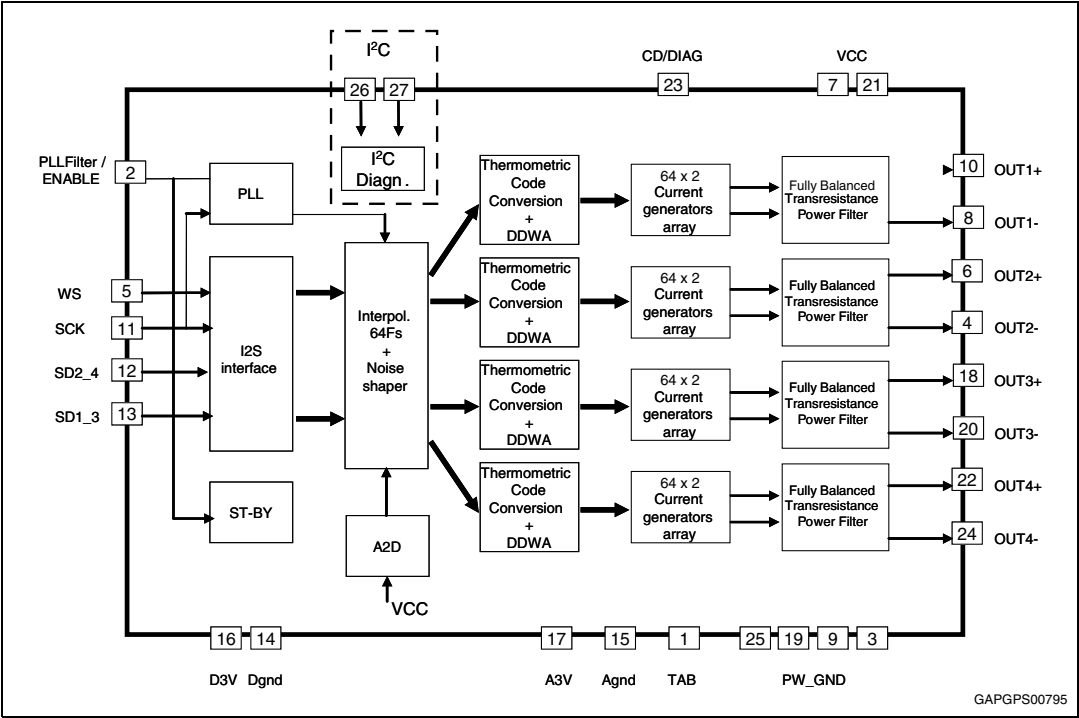 I²C
CD/DIAG VCC
26 27 23 7 21
PLLFilter /
ENABLE
2
PLL
I²C
Diagn .
Thermometric
Code
Conversion
+
DDWA
64 x 2
Current
generators
array
Fully Balanced
Transresistance
Power Filter
10 OUT1+
8 OUT1-
WS 5
SCK 11
SD2_4 12
SD1_3 13
I2S
interface
Interpol.
64Fs
+
Noise
shaper
Thermometric
Code
Conversion
+
DDWA
64 x 2
Current
generators
array
Fully Balanced
Transresistance
Power Filter
6 OUT2+
4 OUT2-
Thermometric
Code
Conversion
+
DDWA
64 x 2
Current
generators
array
Fully Balanced
Transresistance
Power Filter
18 OUT3+
20 OUT3-
ST-BY
A2D
VCC
Thermometric
Code
Conversion
+
DDWA
64 x 2
Current
generators
array
Fully Balanced
Transresistance
Power Filter
22 OUT4+
24 OUT4-
16 14 17 15 1 25 19 9 3
D3V Dgnd A3V Agnd TAB PW_GND
GAPGPS00795